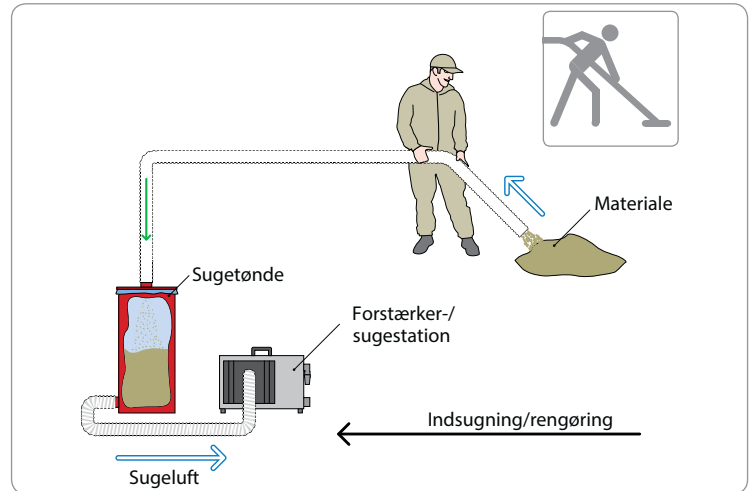 Materiale
Sugetønde
Forstærker-/
sugestation
Indsugning/rengøring
Sugeluft